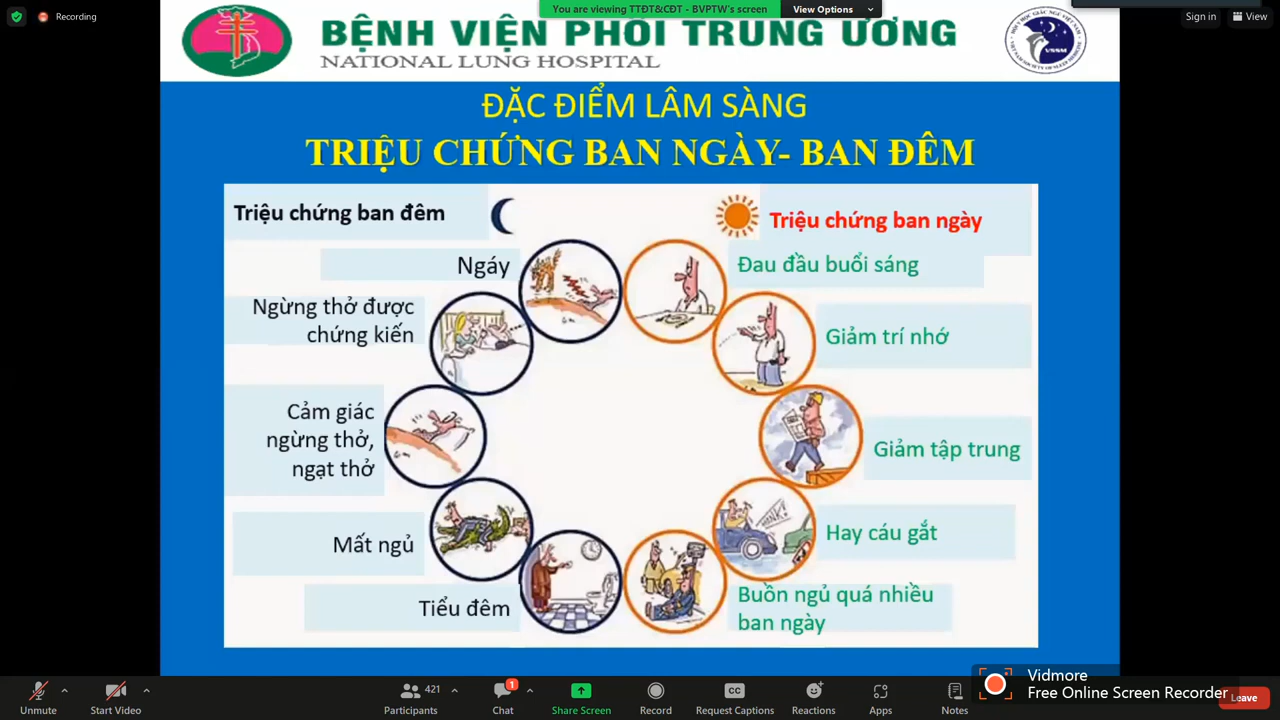 Recording
You are viewing TTĐT&CĐT - BVPTW's screen
View Options
Sign in
View
BỆNH VIỆN PHỔI TRUNG ƯƠNG
NATIONAL LUNG HOSPITAL
VSSM
ĐẶC ĐIỂM LÂM SÀNG
TRIỆU CHỨNG BAN NGÀY- BAN ĐÊM
Triệu chứng ban đêm
Triệu chứng ban ngày
Ngáy
Đau đầu buổi sáng
Ngừng thở được
chứng kiến
Giảm trí nhớ
Cảm giác
ngừng thở,
ngạt thở
Giảm tập trung
HONK!
Mất ngủ
Hay cáu gắt
Tiểu đêm
Buồn ngủ quá nhiều
ban ngày
Vidmore
Free Online Screen Recorder
Unmute
Start Video
421
Participants
1
Chat
Share Screen
Record
CC
Request Captions
Reactions
Apps
Notes
Leave